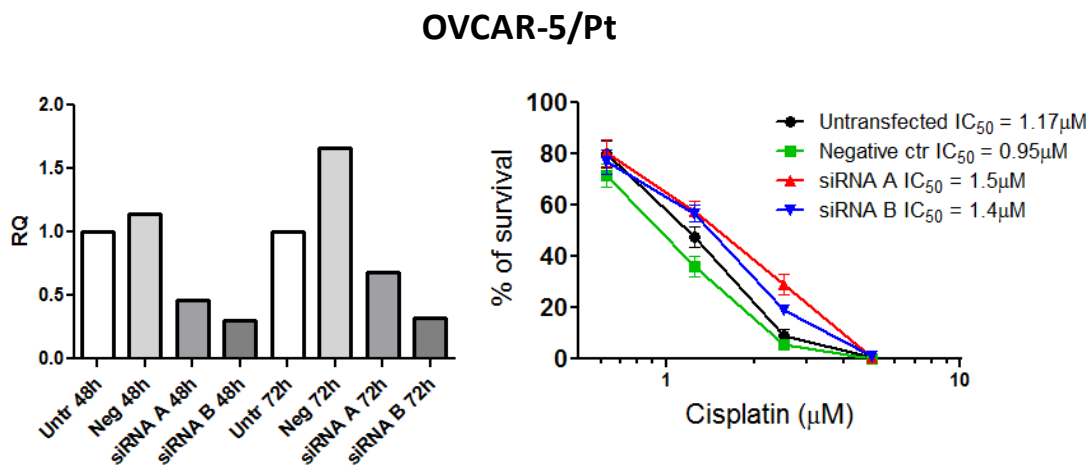 OVCAR-5/Pt
RQ
2.0
1.5
1.0
0.5
0.0
Untr 48h
Neg 48h
siRNA A 48h
siRNA B 48h
Untr 72h
Neg 72h
siRNA A 72h
siRNA B 72h
% of survival
100
80
60
40
20
0
1
10
Cisplatin (μM)
Untransfected IC50 = 1.17μM
Negative ctr IC50 = 0.95μM
siRNA A IC50 = 1.5μM
siRNA B IC50 = 1.4μM